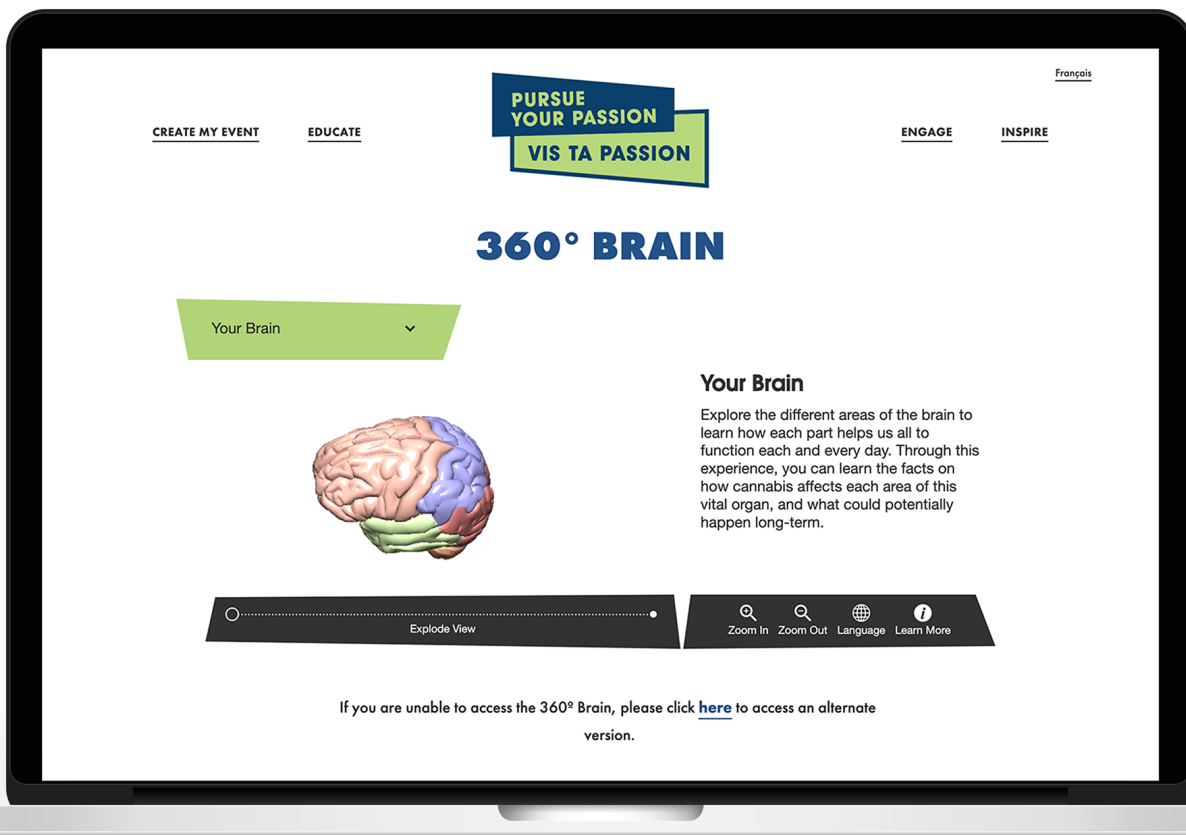 Français
CREATE MY EVENT
EDUCATE
PURSUE
YOUR PASSION
VIS TA PASSION
ENGAGE
INSPIRE
360° BRAIN
Your Brain
Your Brain
Explore the different areas of the brain to
learn how each part helps us all to
function each and every day. Through this
experience, you can learn the facts on
how cannabis affects each area of this
vital organ, and what could potentially
happen long-term.
Explode View
Zoom In
Zoom Out
Language
Learn More
If you are unable to access the 360º Brain, please click here to access an alternate
version.